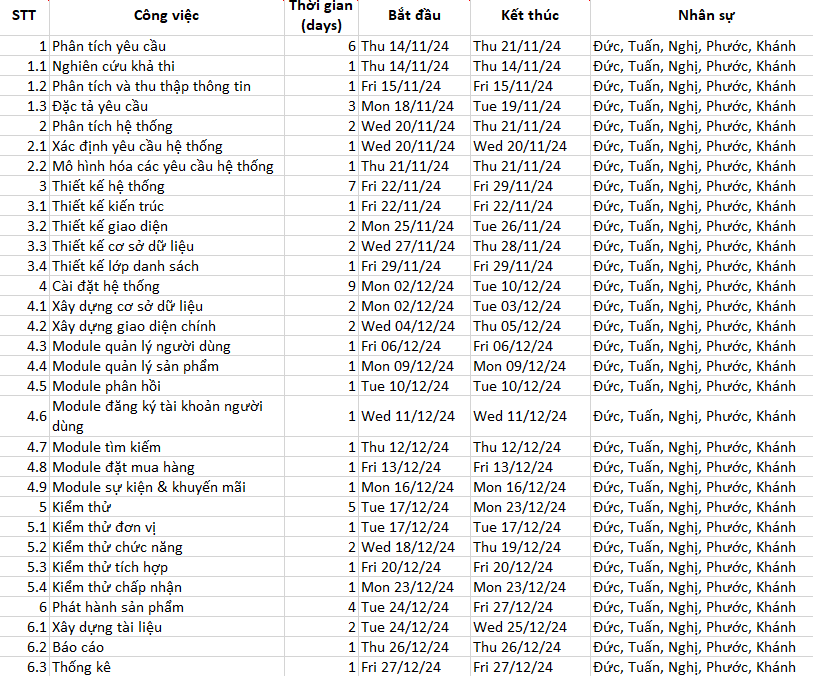 STT Công việc Thời gian (days) Bắt đầu Kết thúc Nhân sự
1 Phân tích yêu cầu 6 Thu 14/11/24 Thu 21/11/24 Đức, Tuấn, Nghị, Phước, Khánh
1.1 Nghiên cứu khả thi 1 Thu 14/11/24 Thu 14/11/24 Đức, Tuấn, Nghị, Phước, Khánh
1.2 Phân tích và thu thập thông tin 1 Fri 15/11/24 Fri 15/11/24 Đức, Tuấn, Nghị, Phước, Khánh
1.3 Đặc tả yêu cầu 3 Mon 18/11/24 Tue 19/11/24 Đức, Tuấn, Nghị, Phước, Khánh
2 Phân tích hệ thống 2 Wed 20/11/24 Thu 21/11/24 Đức, Tuấn, Nghị, Phước, Khánh
2.1 Xác định yêu cầu hệ thống 1 Wed 20/11/24 Wed 20/11/24 Đức, Tuấn, Nghị, Phước, Khánh
2.2 Mô hình hóa các yêu cầu hệ thống 1 Thu 21/11/24 Thu 21/11/24 Đức, Tuấn, Nghị, Phước, Khánh
3 Thiết kế hệ thống 7 Fri 22/11/24 Fri 29/11/24 Đức, Tuấn, Nghị, Phước, Khánh
3.1 Thiết kế kiến trúc 1 Fri 22/11/24 Fri 22/11/24 Đức, Tuấn, Nghị, Phước, Khánh
3.2 Thiết kế giao diện 2 Mon 25/11/24 Tue 26/11/24 Đức, Tuấn, Nghị, Phước, Khánh
3.3 Thiết kế cơ sở dữ liệu 2 Wed 27/11/24 Thu 28/11/24 Đức, Tuấn, Nghị, Phước, Khánh
3.4 Thiết kế lớp danh sách 1 Fri 29/11/24 Fri 29/11/24 Đức, Tuấn, Nghị, Phước, Khánh
4 Cài đặt hệ thống 9 Mon 02/12/24 Tue 10/12/24 Đức, Tuấn, Nghị, Phước, Khánh
4.1 Xây dựng cơ sở dữ liệu 2 Mon 02/12/24 Tue 03/12/24 Đức, Tuấn, Nghị, Phước, Khánh
4.2 Xây dựng giao diện chính 2 Wed 04/12/24 Thu 05/12/24 Đức, Tuấn, Nghị, Phước, Khánh
4.3 Module quản lý người dùng 1 Fri 06/12/24 Fri 06/12/24 Đức, Tuấn, Nghị, Phước, Khánh
4.4 Module quản lý sản phẩm 1 Mon 09/12/24 Mon 09/12/24 Đức, Tuấn, Nghị, Phước, Khánh
4.5 Module phân hồi 1 Tue 10/12/24 Tue 10/12/24 Đức, Tuấn, Nghị, Phước, Khánh
4.6 Module đăng ký tài khoản người dùng 1 Wed 11/12/24 Wed 11/12/24 Đức, Tuấn, Nghị, Phước, Khánh
4.7 Module tìm kiếm 1 Thu 12/12/24 Thu 12/12/24 Đức, Tuấn, Nghị, Phước, Khánh
4.8 Module đặt mua hàng 1 Fri 13/12/24 Fri 13/12/24 Đức, Tuấn, Nghị, Phước, Khánh
4.9 Module sự kiện & khuyến mãi 1 Mon 16/12/24 Mon 16/12/24 Đức, Tuấn, Nghị, Phước, Khánh
5 Kiểm thử 5 Tue 17/12/24 Mon 23/12/24 Đức, Tuấn, Nghị, Phước, Khánh
5.1 Kiểm thử đơn vị 1 Tue 17/12/24 Tue 17/12/24 Đức, Tuấn, Nghị, Phước, Khánh
5.2 Kiểm thử chức năng 2 Wed 18/12/24 Thu 19/12/24 Đức, Tuấn, Nghị, Phước, Khánh
5.3 Kiểm thử tích hợp 1 Fri 20/12/24 Fri 20/12/24 Đức, Tuấn, Nghị, Phước, Khánh
5.4 Kiểm thử chấp nhận 1 Mon 23/12/24 Mon 23/12/24 Đức, Tuấn, Nghị, Phước, Khánh
6 Phát hành sản phẩm 4 Tue 24/12/24 Fri 27/12/24 Đức, Tuấn, Nghị, Phước, Khánh
6.1 Xây dựng tài liệu 2 Tue 24/12/24 Wed 25/12/24 Đức, Tuấn, Nghị, Phước, Khánh
6.2 Báo cáo 1 Thu 26/12/24 Thu 26/12/24 Đức, Tuấn, Nghị, Phước, Khánh
6.3 Thống kê 1 Fri 27/12/24 Fri 27/12/24 Đức, Tuấn, Nghị, Phước, Khánh